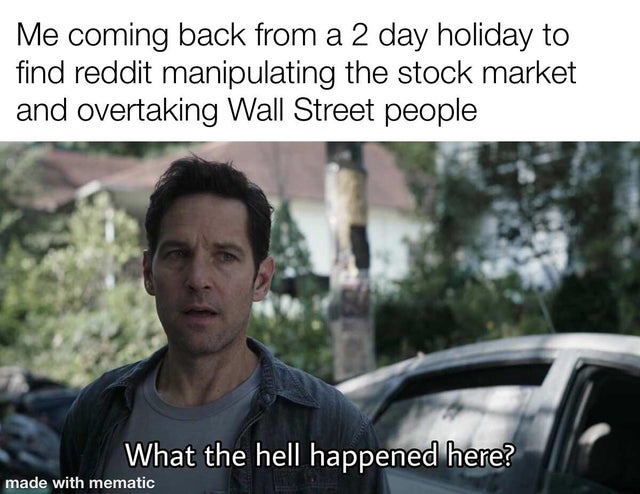 Me coming back from a 2 day holiday to
find reddit manipulating the stock market
and overtaking Wall Street people
What the hell happened here?
made with mematic